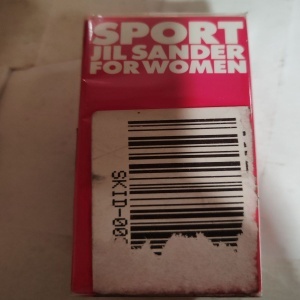 SPORT
JIL SANDER
FOR WOMEN
SKID-00